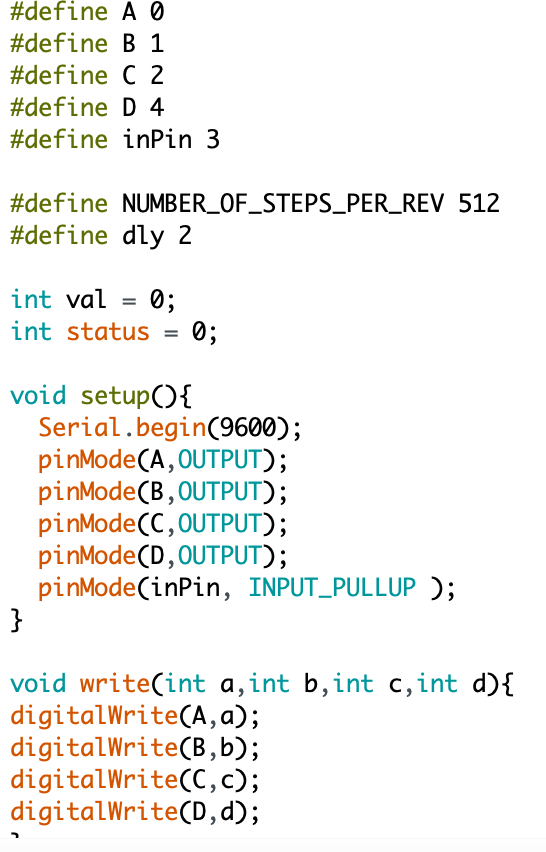 #define A 0
#define B 1
#define C 2
#define D 4
#define inPin 3
#define NUMBER_OF_STEPS_PER_REV 512
#define dly 2
int val = 0;
int status = 0;
void setup(){
Serial.begin(9600);
pinMode(A,OUTPUT);
pinMode(B,OUTPUT);
pinMode(C,OUTPUT);
pinMode(D,OUTPUT);
pinMode(inPin, INPUT_PULLUP );
}
void write(int a,int b,int c,int d){
digitalWrite(A,a);
digitalWrite(B,b);
digitalWrite(C,c);
digitalWrite(D,d);